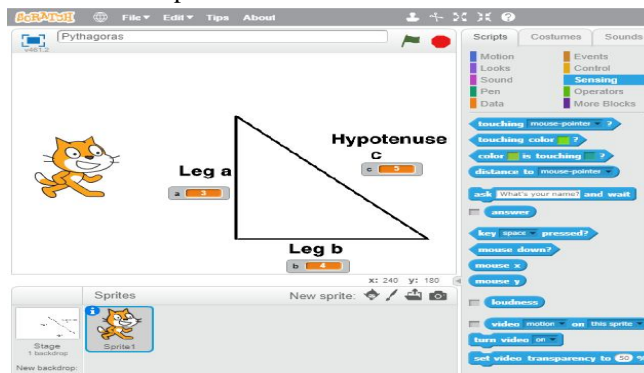 SCRATCH File▼ Edit▼ Tips About
Pythagoras
v461.2
Hypotenuse
c
c 5
Leg a
a 3
Leg b
b 4
x: 240 y: 180
Sprites New sprite:
Stage
1 backdrop
New backdrop:
Sprite1
Scripts Costumes Sounds
Motion Events
Looks Control
Sound Sensing
Pen Operators
Data More Blocks
touching mouse-pointer ?
touching color ?
color is touching ?
distance to mouse-pointer
ask What's your name? and wait
answer
key space pressed?
mouse down?
mouse x
mouse y
loudness
video motion on this sprite
turn video on
set video transparency to 50 %